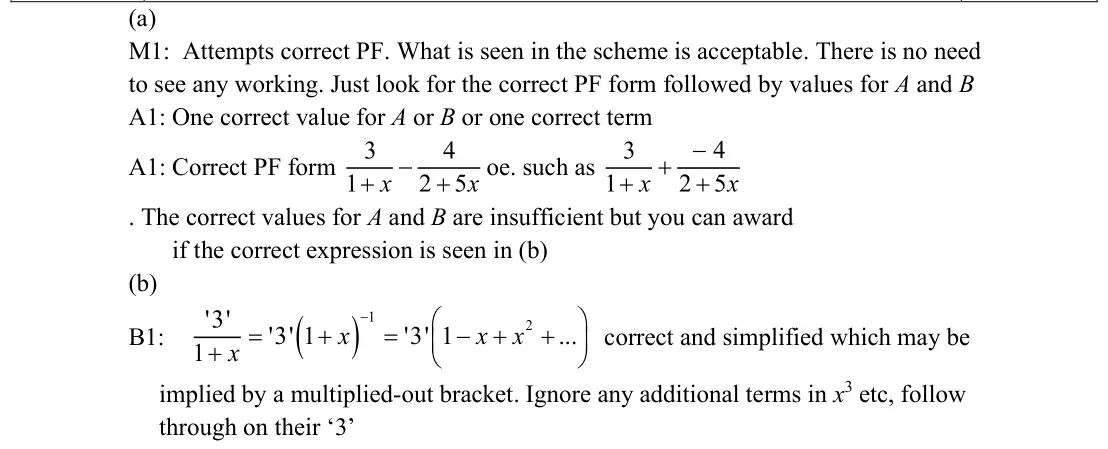 (a)
M1:  Attempts correct PF. What is seen in the scheme is acceptable. There is no need
to see any working. Just look for the correct PF form followed by values for A and B
A1: One correct value for A or B or one correct term
A1: Correct PF form 3/(1+x) − 4/(2+5x) oe. such as 3/(1+x) + −4/(2+5x)
. The correct values for A and B are insufficient but you can award
if the correct expression is seen in (b)
(b)
B1: '3'/(1+x) = '3'(1+x)⁻¹ = '3'(1−x+x²+...) correct and simplified which may be
implied by a multiplied-out bracket. Ignore any additional terms in x³ etc, follow
through on their ‘3’